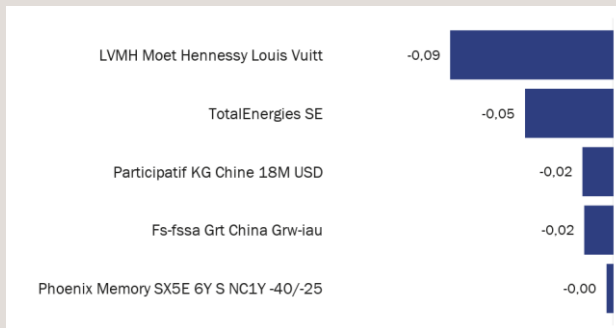 LVMH Moet Hennessy Louis Vuitt -0,09
TotalEnergies SE -0,05
Participatif KG Chine 18M USD -0,02
Fs-fssa Grt China Grw-iau -0,02
Phoenix Memory SX5E 6Y S NC1Y -40/-25 -0,00